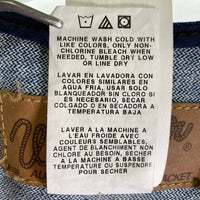 MACHINE WASH COLD WITH
LIKE COLORS, ONLY NON-
CHLORINE BLEACH WHEN
NEEDED, TUMBLE DRY LOW
OR LINE DRY
LAVAR EN LAVADORA CON
COLORES SIMILARES EN
AGUA FRIA, USAR SOLO
BLANQUEADOR SIN CLORO SI
ES NECESARIO, SECAR
COLGADO O EN SECADORA A
TEMPERATURA BAJA
LAVER A LA MACHINE
A EAU FROIDE AVEC
COULEURS SEMBLABLES,
AGENT DE BLANCHIMENT
NON CHLORE AU BESOIN,
SECHER A LA MACHINE A BASSE
TEMPERATURE OU SUSPENDRE
POUR SECHER
JACKET